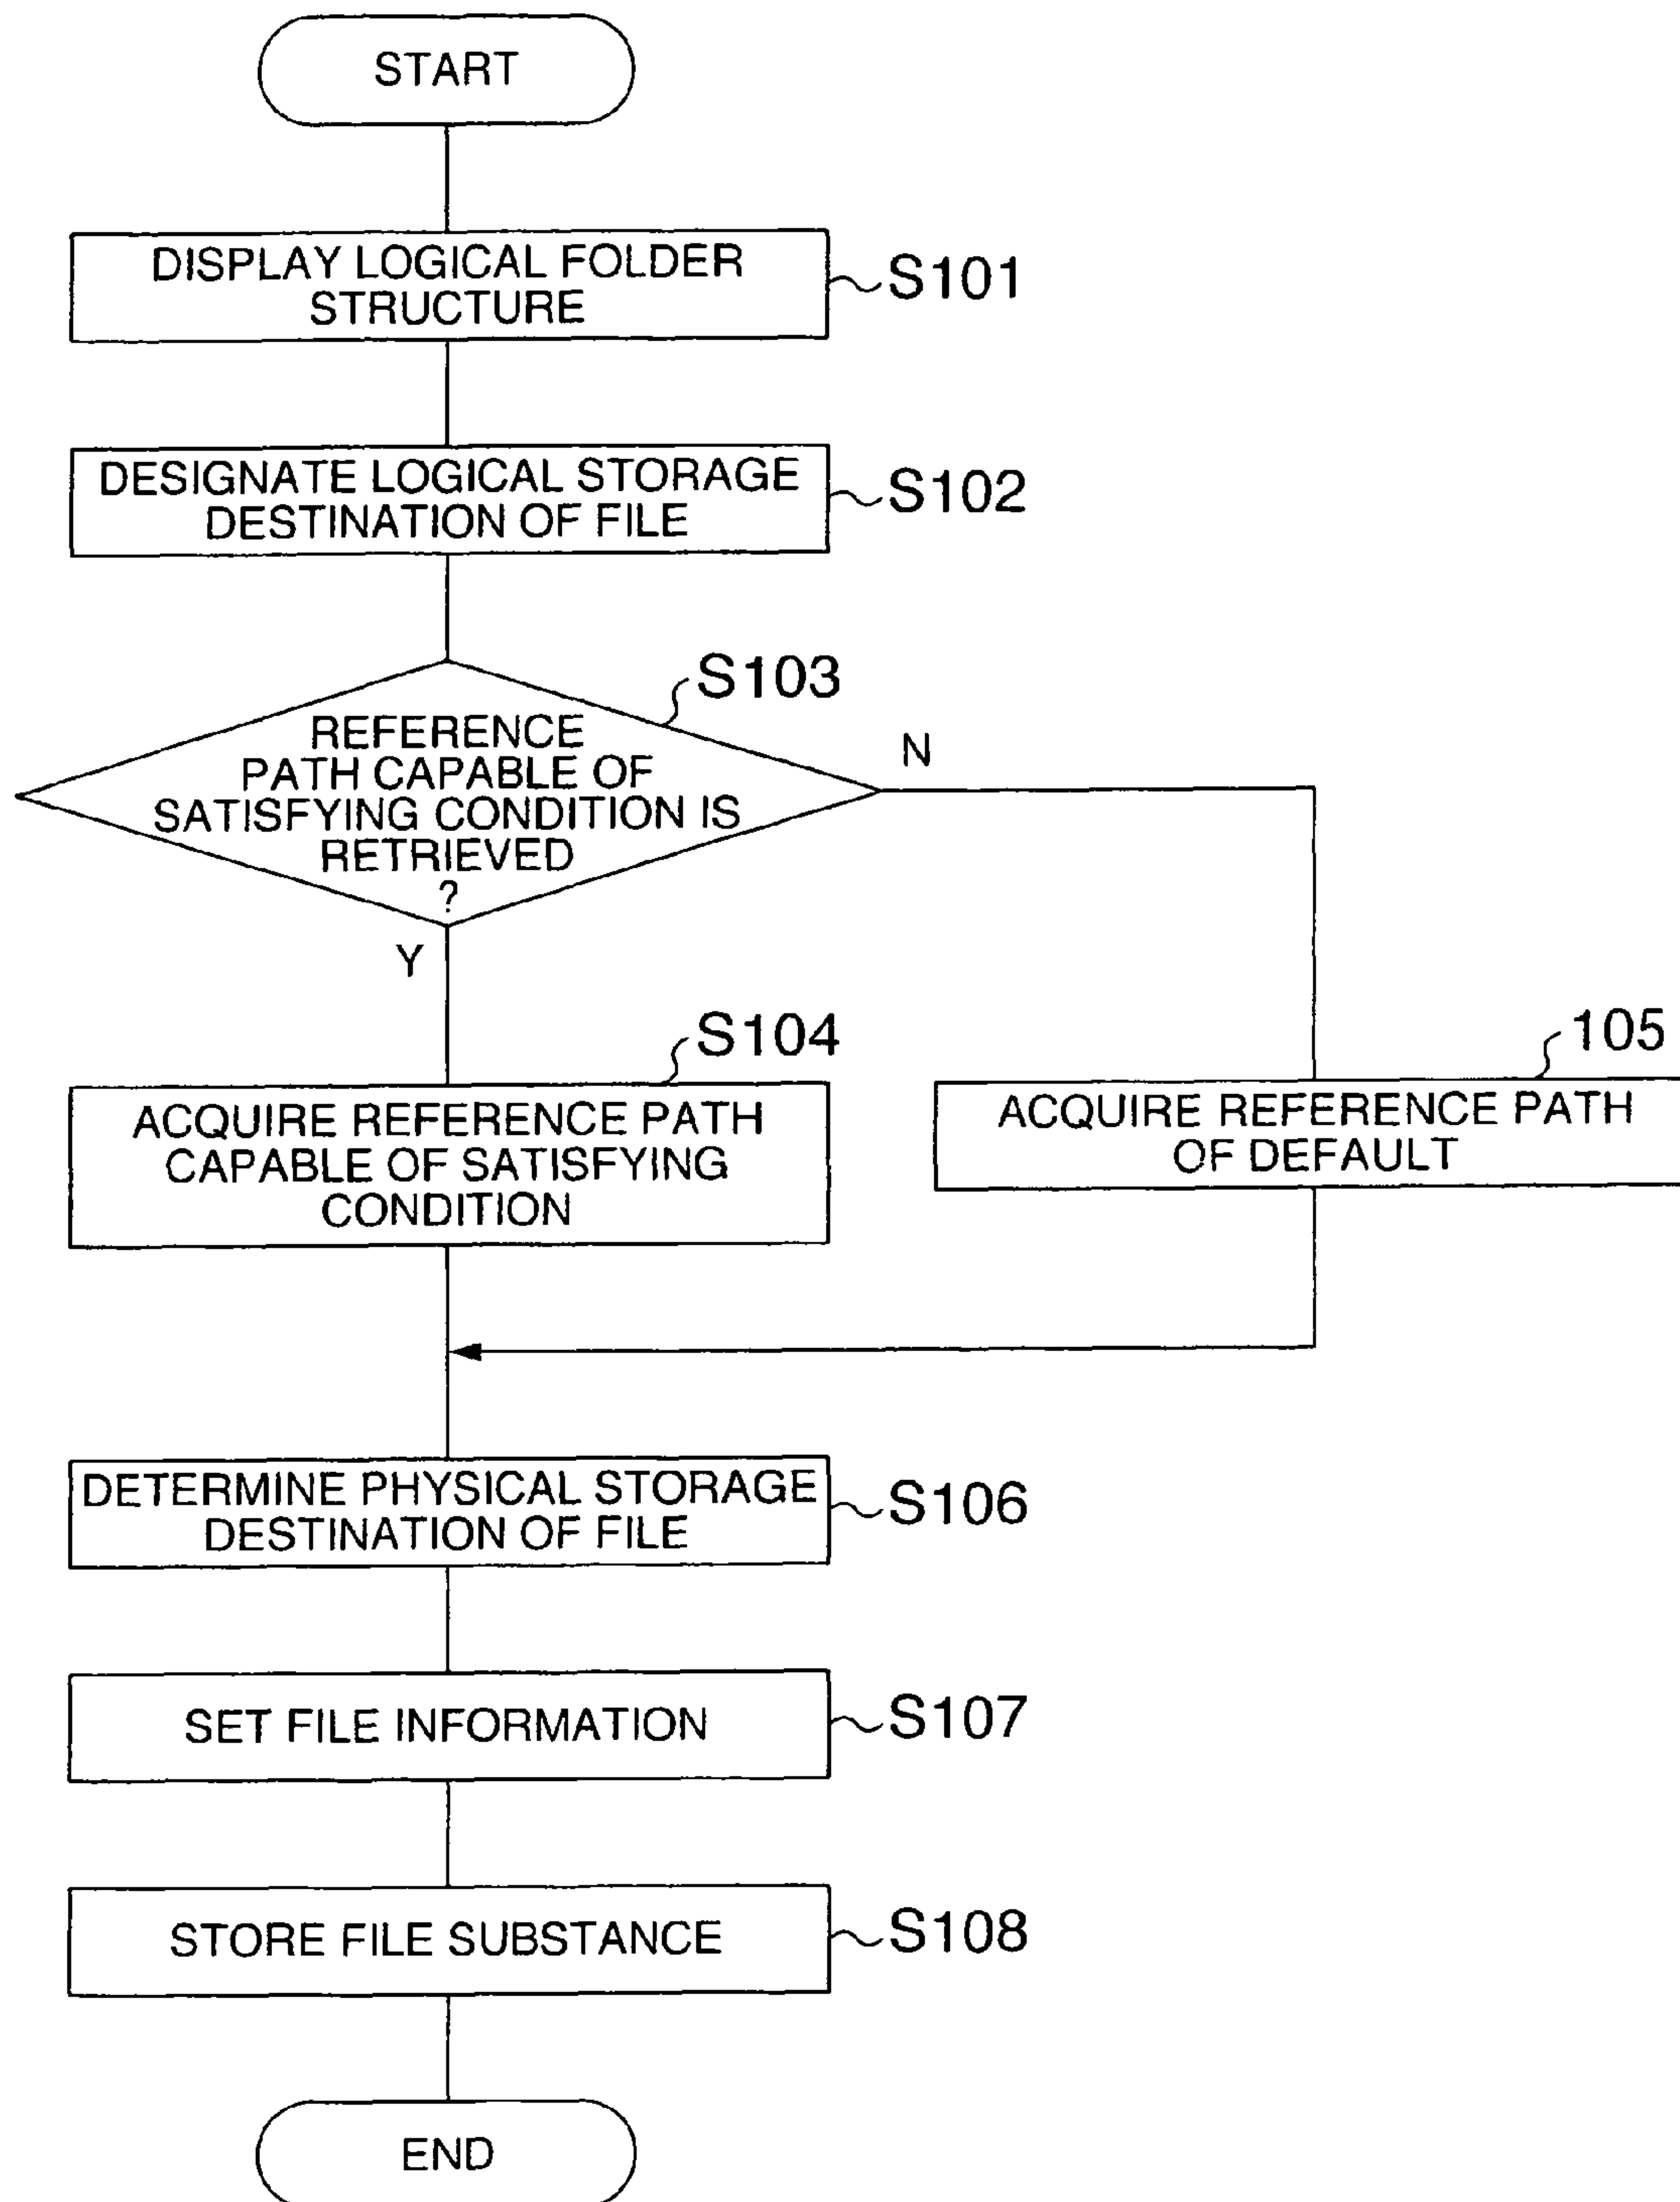 START
DISPLAY LOGICAL FOLDER
STRUCTURE
S101
DESIGNATE LOGICAL STORAGE
DESTINATION OF FILE
S102
S103
REFERENCE
PATH CAPABLE OF
SATISFYING CONDITION IS
RETRIEVED
?
N
Y
S104
ACQUIRE REFERENCE PATH
CAPABLE OF SATISFYING
CONDITION
105
ACQUIRE REFERENCE PATH
OF DEFAULT
DETERMINE PHYSICAL STORAGE
DESTINATION OF FILE
S106
SET FILE INFORMATION
S107
STORE FILE SUBSTANCE
S108
END